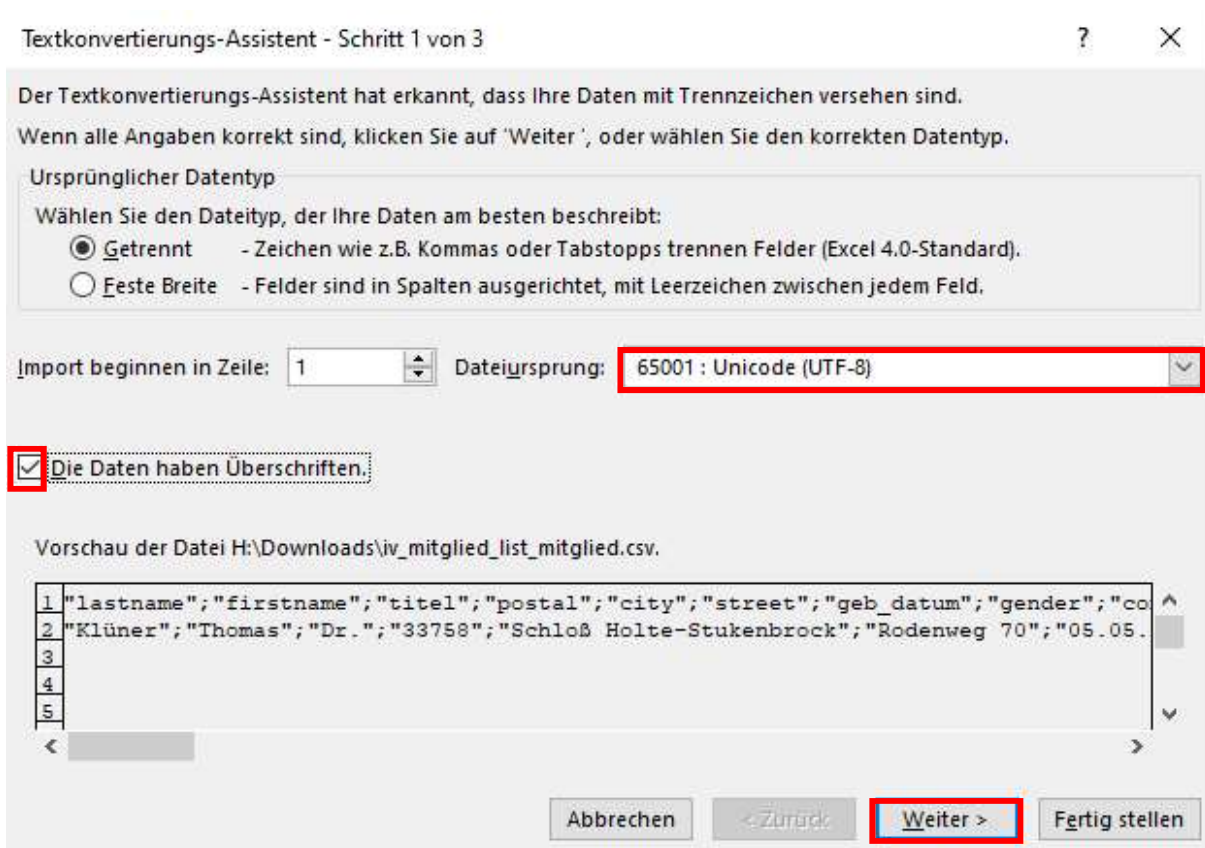 Textkonvertierungs-Assistent - Schritt 1 von 3 ?
Der Textkonvertierungs-Assistent hat erkannt, dass Ihre Daten mit Trennzeichen versehen sind.
Wenn alle Angaben korrekt sind, klicken Sie auf 'Weiter ', oder wählen Sie den korrekten Datentyp.
Ursprünglicher Datentyp
Wählen Sie den Dateityp, der Ihre Daten am besten beschreibt:
Getrennt - Zeichen wie z.B. Kommas oder Tabstopps trennen Felder (Excel 4.0-Standard).
Feste Breite - Felder sind in Spalten ausgerichtet, mit Leerzeichen zwischen jedem Feld.
Import beginnen in Zeile: 1 Dateiursprung: 65001 : Unicode (UTF-8)
Die Daten haben Überschriften.
Vorschau der Datei H:\Downloads\iv_mitglied_list_mitglied.csv.
1 "lastname";"firstname";"titel";"postal";"city";"street";"geb_datum";"gender";"co
2 "Klüner";"Thomas";"Dr.";"33758";"Schloß Holte-Stukenbrock";"Rodenweg 70";"05.05.
3
4
5
Abbrechen < Zurück Weiter > Fertig stellen